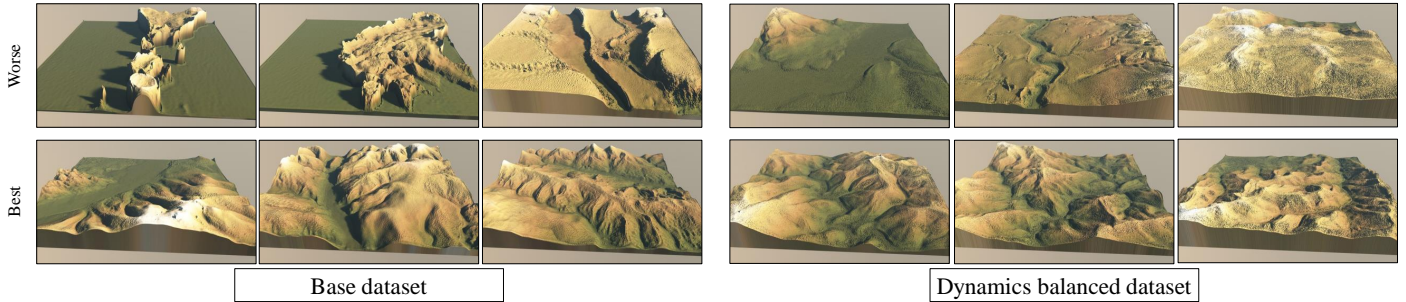 Worse
Best
Base dataset
Dynamics balanced dataset